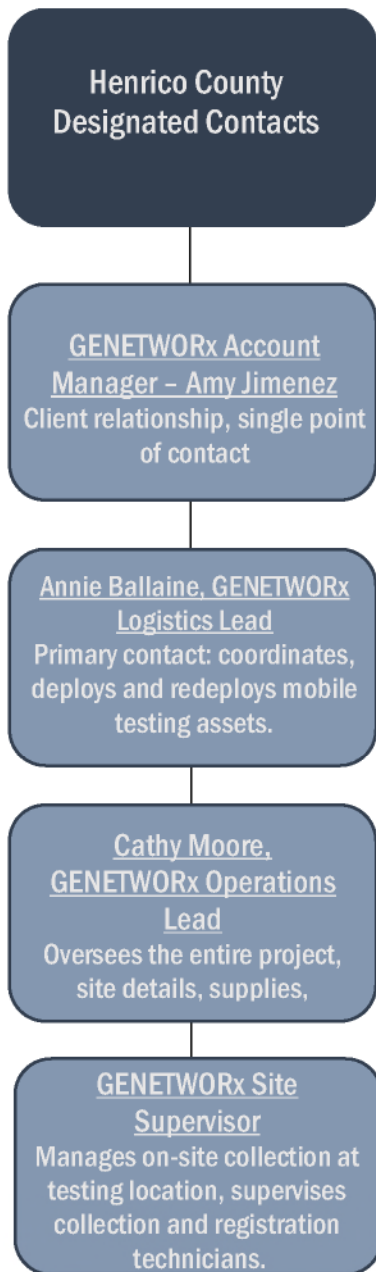 Henrico County
Designated Contacts
GENETWORx Account
Manager – Amy Jimenez
Client relationship, single point
of contact
Annie Ballaine, GENETWORx
Logistics Lead
Primary contact: coordinates,
deploys and redeploys mobile
testing assets.
Cathy Moore,
GENETWORx Operations
Lead
Oversees the entire project,
site details, supplies,
GENETWORx Site
Supervisor
Manages on-site collection at
testing location, supervises
collection and registration
technicians.